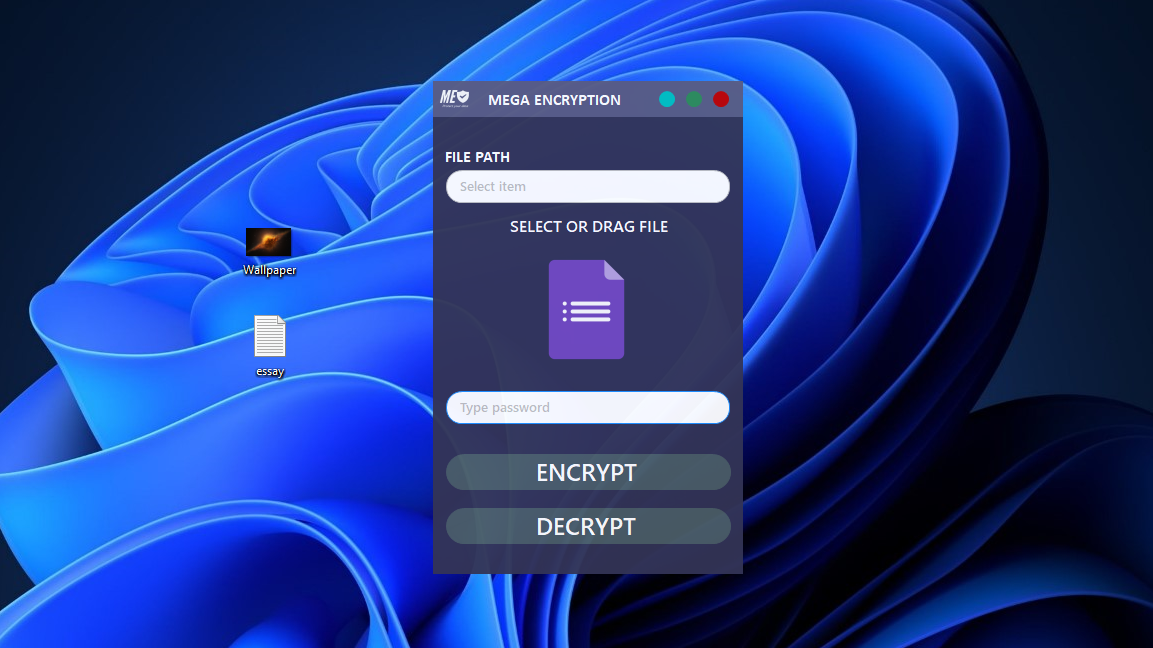 ME
MEGA ENCRYPTION
FILE PATH
Select item
SELECT OR DRAG FILE
Wallpaper
essay
Type password
ENCRYPT
DECRYPT